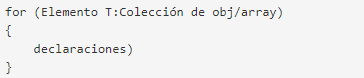 for (Elemento T:Colección de obj/array)
{
    declaraciones)
}